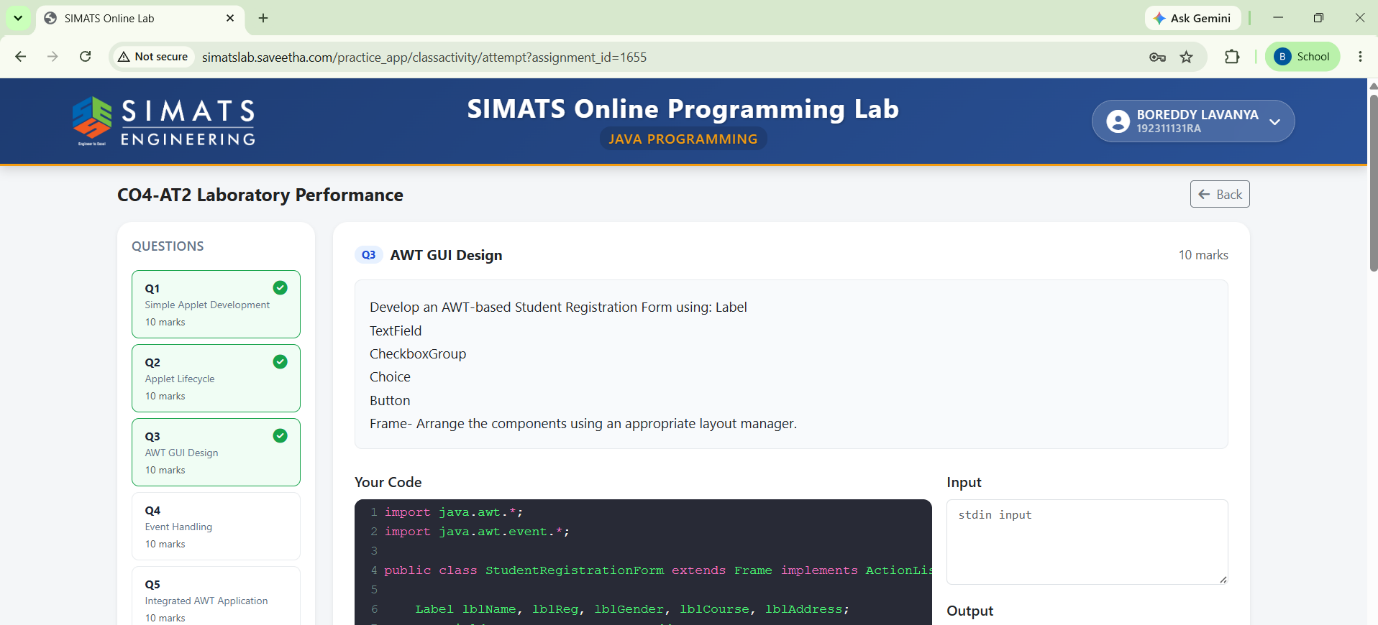 SIMATS Online Lab
Ask Gemini
Not secure
simatslab.saveetha.com/practice_app/classactivity/attempt?assignment_id=1655
B School
SIMATS
ENGINEERING
Engineer to Excel
SIMATS Online Programming Lab
JAVA PROGRAMMING
BOREDDY LAVANYA
192311131RA
CO4-AT2 Laboratory Performance
Back
QUESTIONS
Q1
Simple Applet Development
10 marks
Q2
Applet Lifecycle
10 marks
Q3
AWT GUI Design
10 marks
Q4
Event Handling
10 marks
Q5
Integrated AWT Application
10 marks
Q3 AWT GUI Design 10 marks
Develop an AWT-based Student Registration Form using: Label
TextField
CheckboxGroup
Choice
Button
Frame- Arrange the components using an appropriate layout manager.
Your Code
1 import java.awt.*;
2 import java.awt.event.*;
3
4 public class StudentRegistrationForm extends Frame implements ActionLis
5
6 Label lblName, lblReg, lblGender, lblCourse, lblAddress;
Input
stdin input
Output